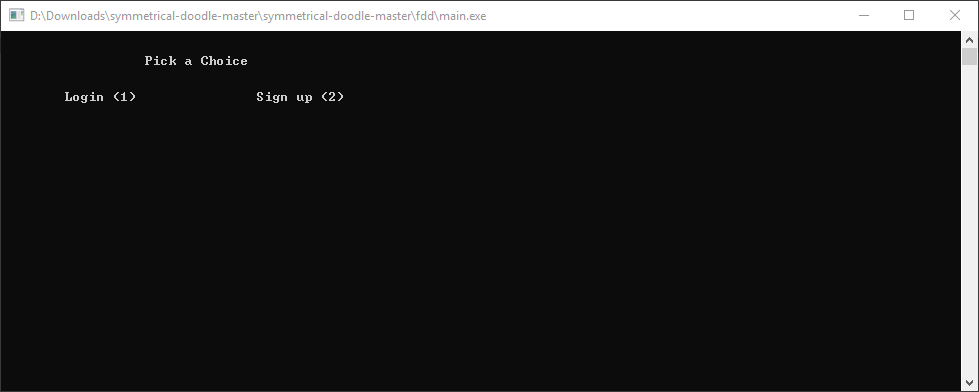 D:\Downloads\symmetrical-doodle-master\symmetrical-doodle-master\fdd\main.exe
Pick a Choice
Login (1) Sign up (2)